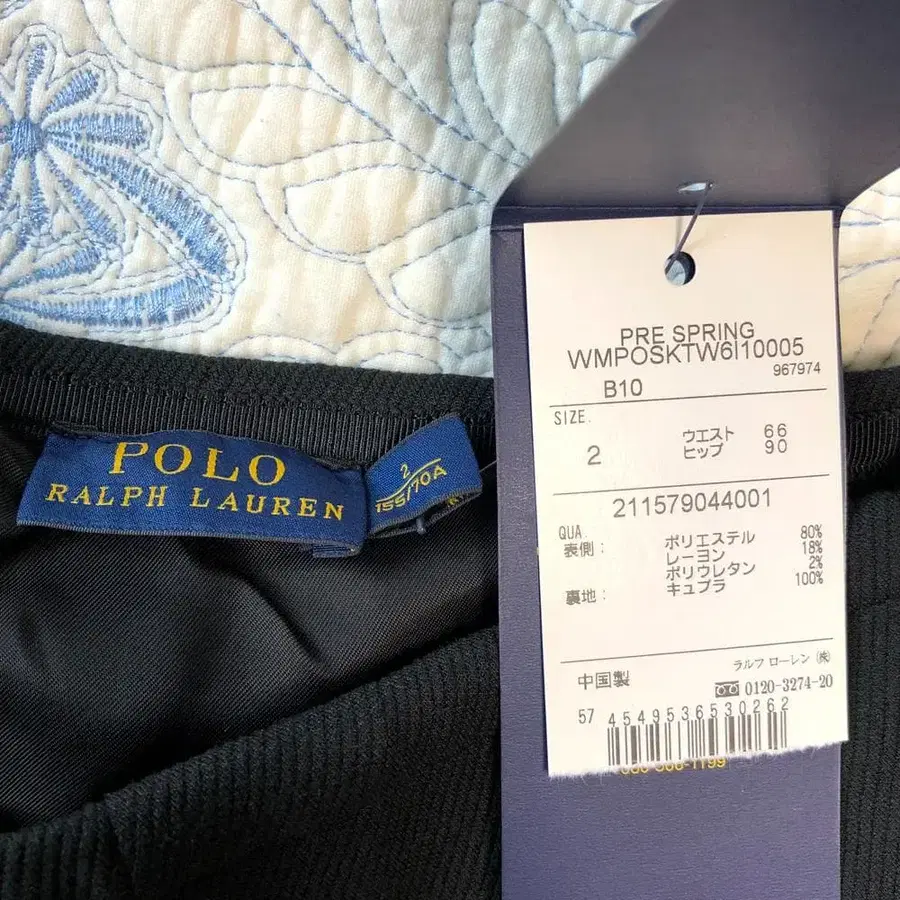 POLO
RALPH LAUREN
2
155/70A
PRE SPRING
WMPOSKTW6I10005
967974
B10
SIZE.
2
ウエスト 66
ヒップ 90
211579044001
QUA.
表側: ポリエステル 80%
レーヨン 18%
ポリウレタン 2%
裏地: キュプラ 100%
ラルフ ローレン ㈱
中国製
0120-3274-20
57
4549536530262